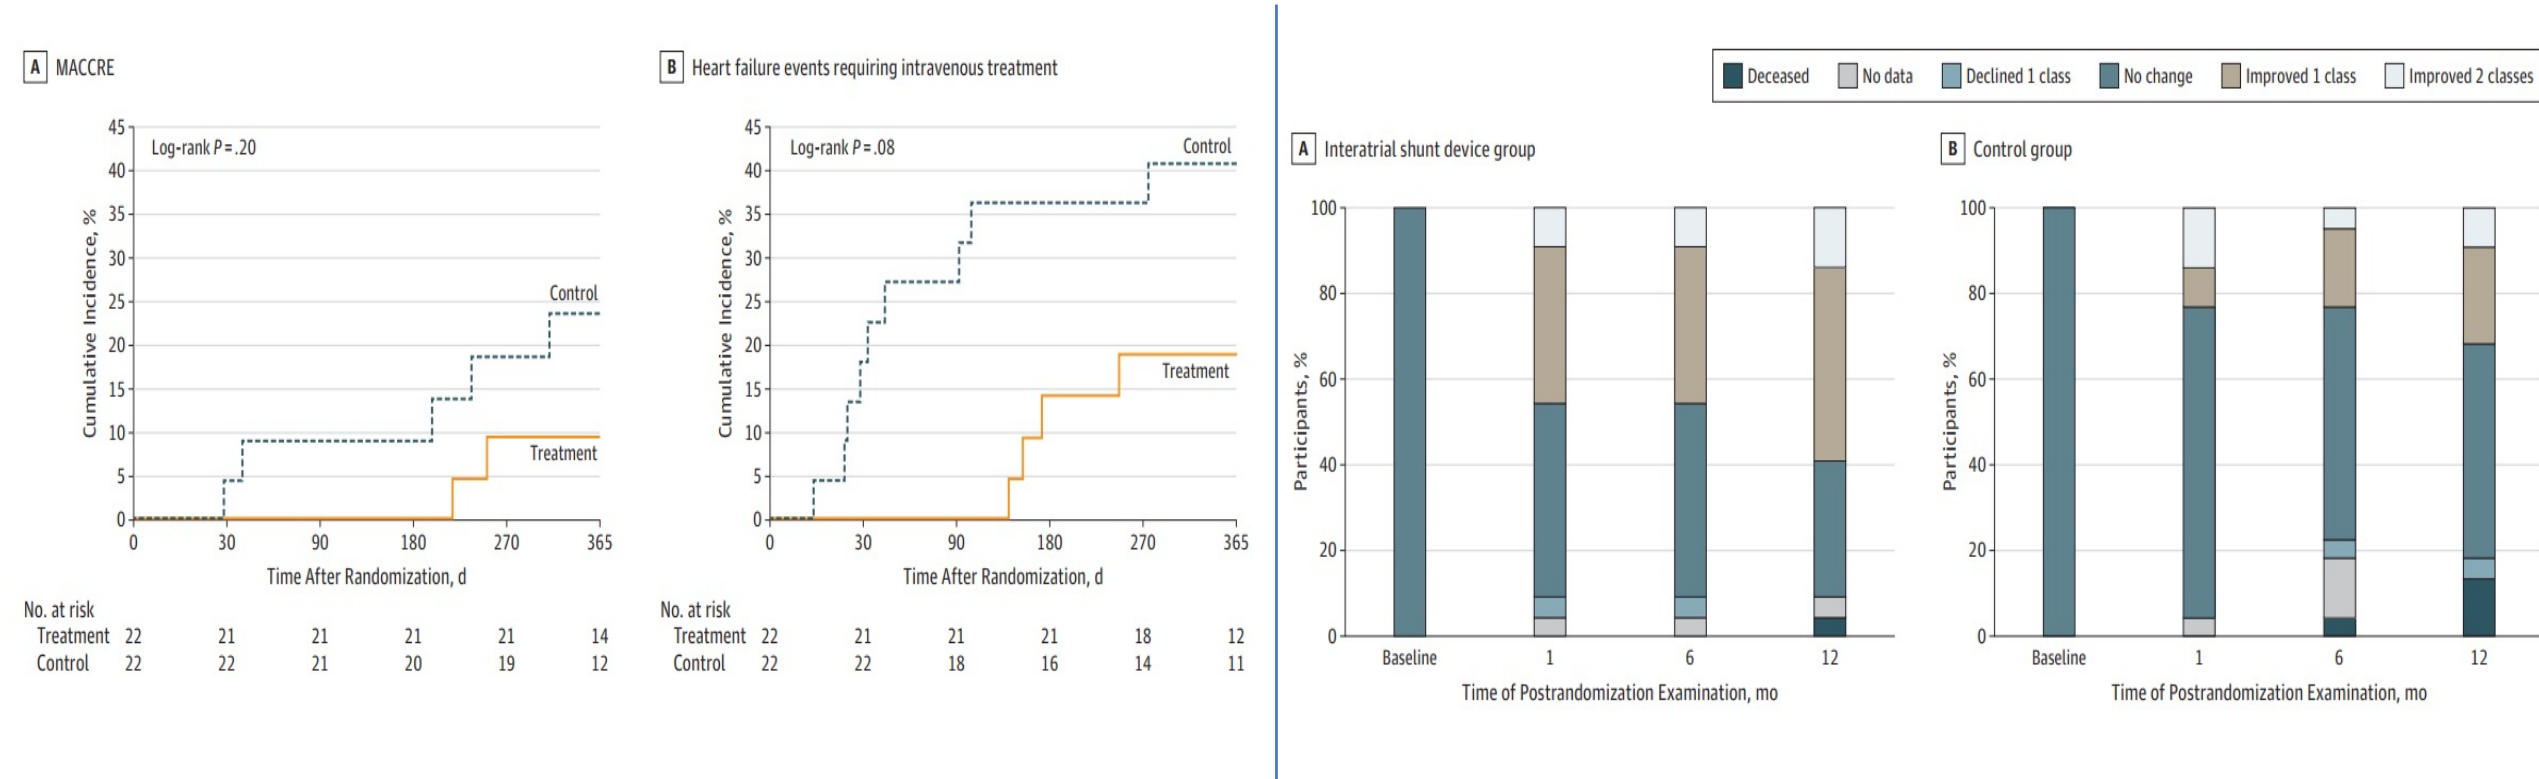 A MACCRE
Log-rank P = .20
Cumulative Incidence, %
45
40
35
30
25
20
15
10
5
0
Control
Treatment
0 30 90 180 270 365
Time After Randomization, d
No. at risk
Treatment 22 21 21 21 21 14
Control 22 22 21 20 19 12
B Heart failure events requiring intravenous treatment
Log-rank P = .08
Cumulative Incidence, %
45
40
35
30
25
20
15
10
5
0
Control
Treatment
0 30 90 180 270 365
Time After Randomization, d
No. at risk
Treatment 22 21 21 21 18 12
Control 22 22 18 16 14 11
Deceased No data Declined 1 class No change Improved 1 class Improved 2 classes
A Interatrial shunt device group
Participants, %
100
80
60
40
20
0
Baseline 1 6 12
Time of Postrandomization Examination, mo
B Control group
Participants, %
100
80
60
40
20
0
Baseline 1 6 12
Time of Postrandomization Examination, mo